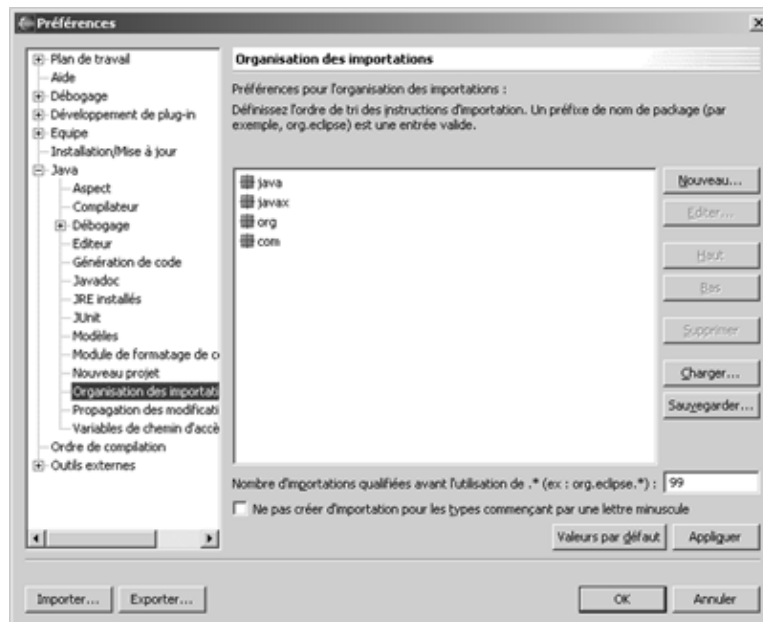 Préférences
Plan de travail
Aide
Débogage
Développement de plug-in
Equipe
Installation/Mise à jour
Java
Aspect
Compilateur
Débogage
Editeur
Génération de code
Javadoc
JRE installés
JUnit
Modèles
Module de formatage de co
Nouveau projet
Organisation des importati
Propagation des modificati
Variables de chemin d'accè
Ordre de compilation
Outils externes
Organisation des importations
Préférences pour l'organisation des importations :
Définissez l'ordre de tri des instructions d'importation. Un préfixe de nom de package (par
exemple, org.eclipse) est une entrée valide.
java
javax
org
com
Nouveau...
Editer...
Haut
Bas
Supprimer
Charger...
Sauvegarder...
Nombre d'importations qualifiées avant l'utilisation de .* (ex : org.eclipse.*) : 99
Ne pas créer d'importation pour les types commençant par une lettre minuscule
Valeurs par défaut Appliquer
Importer... Exporter... OK Annuler